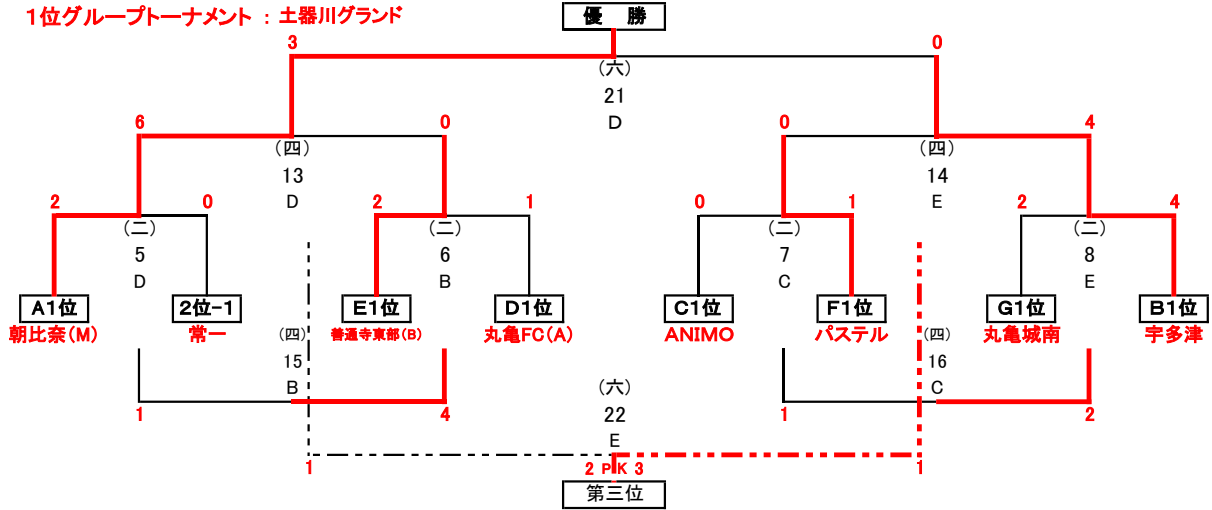 1位グループトーナメント : 土器川グランド
優 勝
3
0
(六)
21
D
6
0
0
4
(四)
13
D
(四)
14
E
2
0
2
1
0
1
2
4
(二)
5
D
(二)
6
B
(二)
7
C
(二)
8
E
A1位
2位-1
E1位
D1位
C1位
F1位
G1位
B1位
朝比奈(M)
常一
善通寺東部(B)
丸亀FC(A)
ANIMO
パステル
丸亀城南
宇多津
(四)
15
B
(四)
16
C
1
4
1
2
(六)
22
E
1
2 PK 3
1
第三位